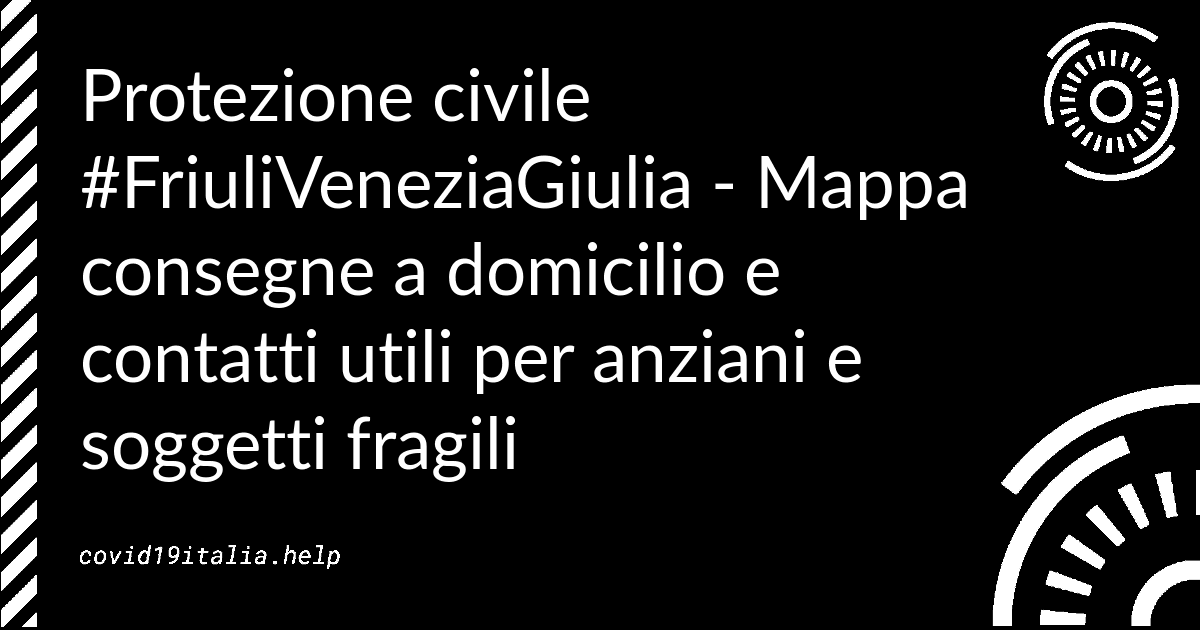 Protezione civile
#FriuliVeneziaGiulia - Mappa
consegne a domicilio e
contatti utili per anziani e
soggetti fragili
covid19italia.help